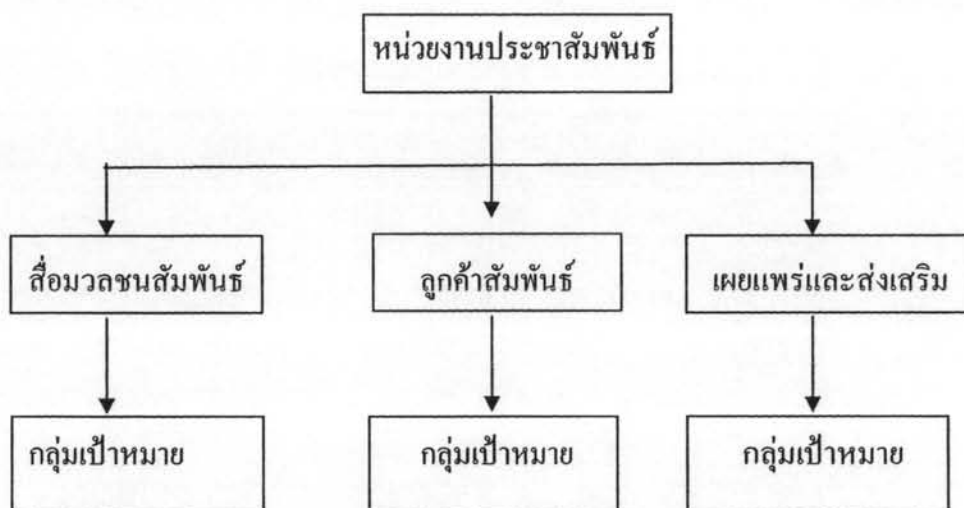 หน่วยงานประชาสัมพันธ์
สื่อมวลชนสัมพันธ์ ลูกค้าสัมพันธ์ เผยแพร่และส่งเสริม
กลุ่มเป้าหมาย กลุ่มเป้าหมาย กลุ่มเป้าหมาย